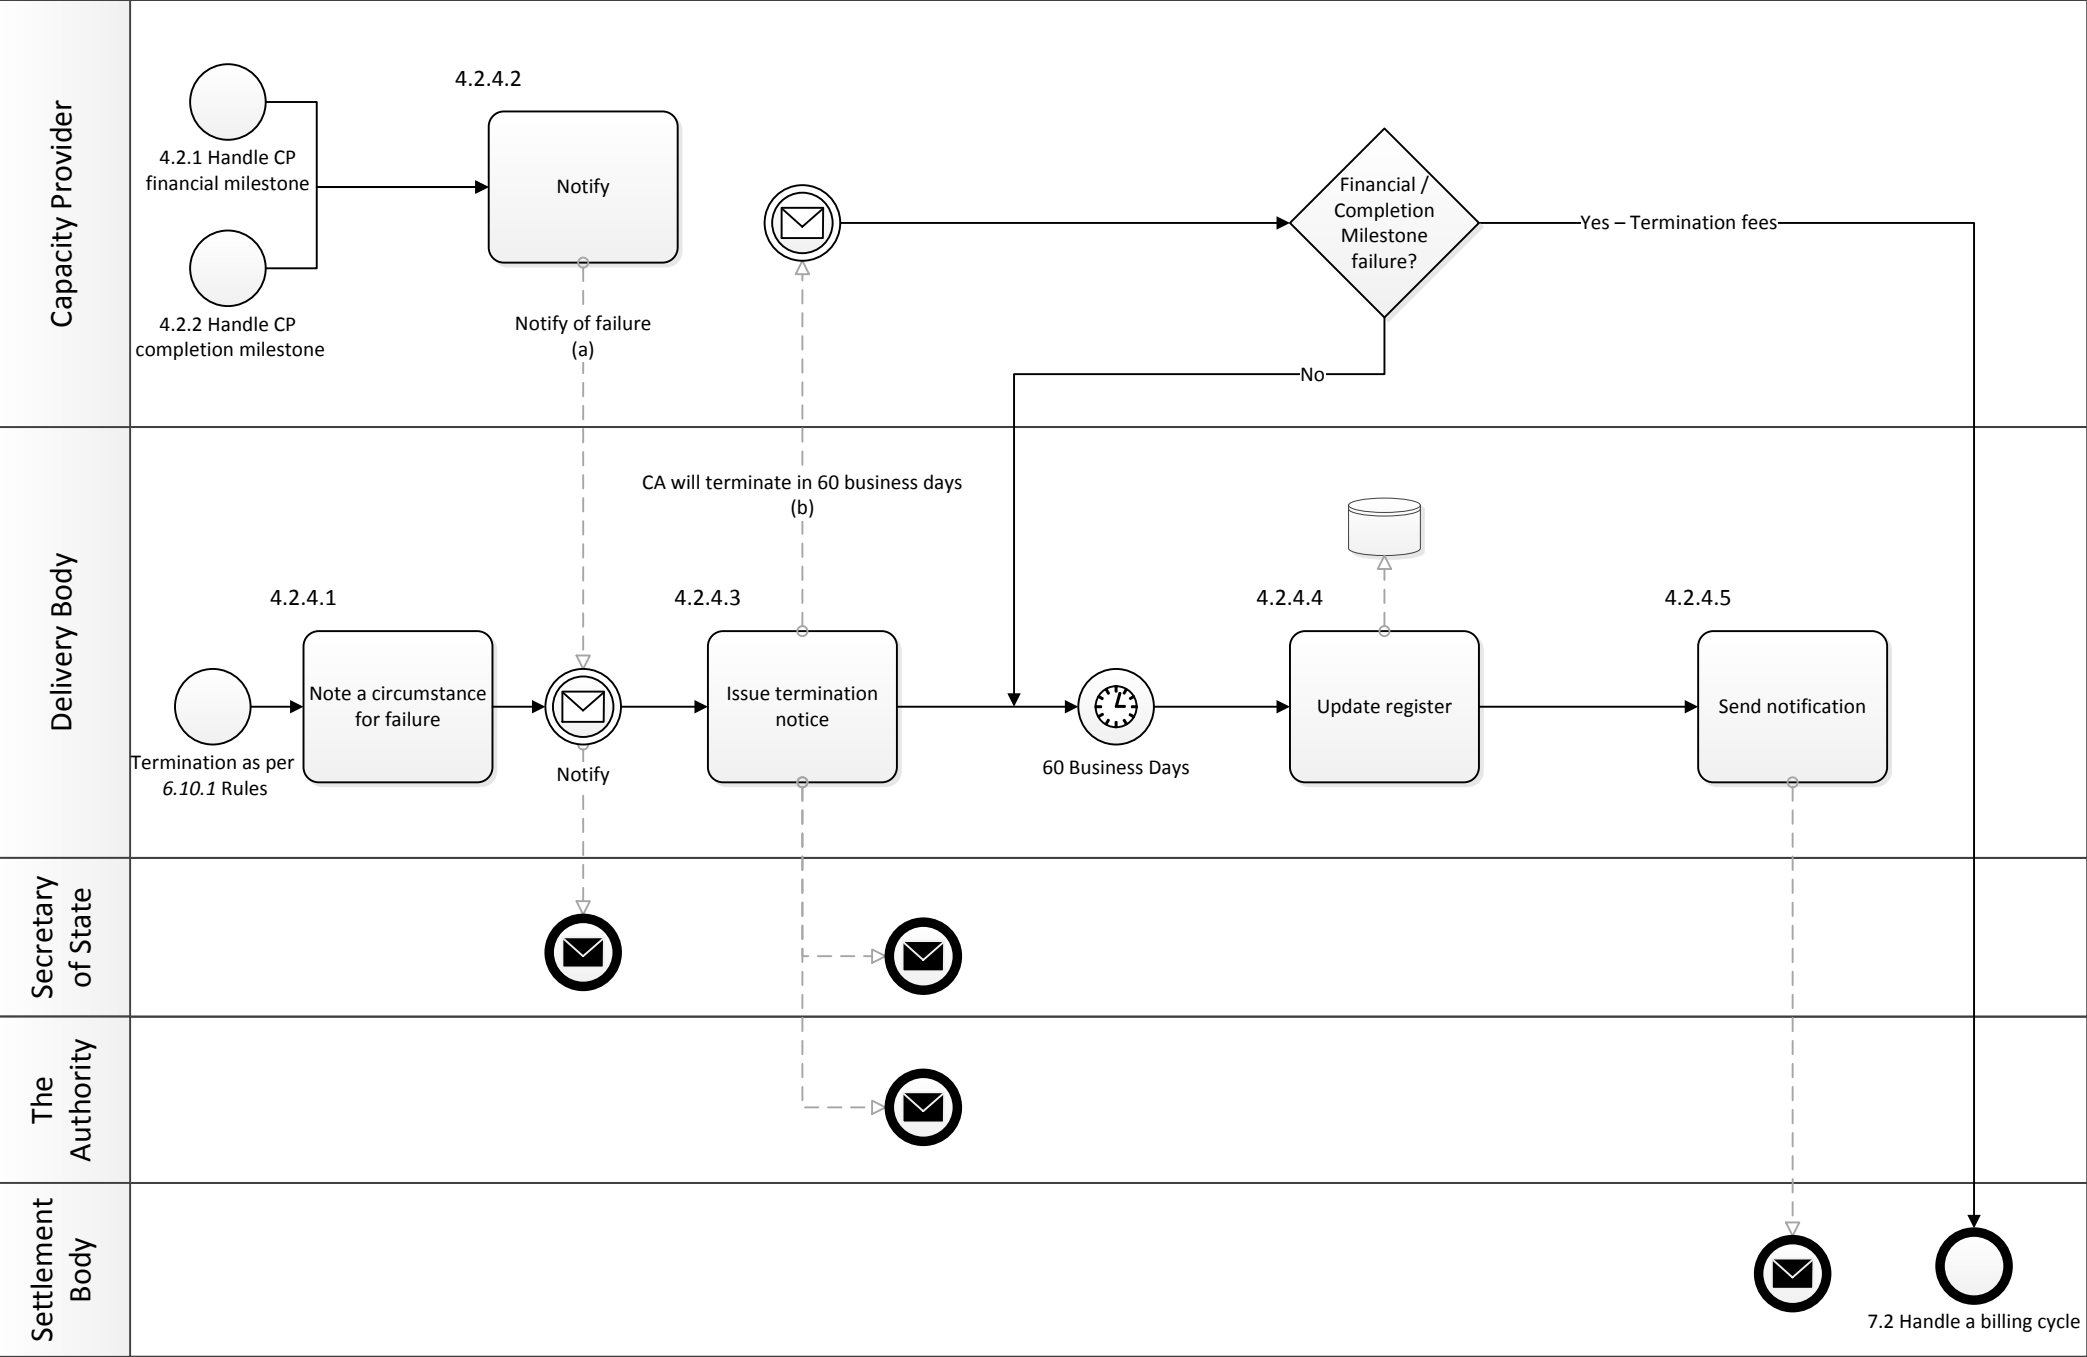 Capacity Provider
4.2.1 Handle CP
financial milestone
4.2.2 Handle CP
completion milestone
4.2.4.2
Notify
Notify of failure
(a)
Financial /
Completion
Milestone
failure?
Yes – Termination fees
No
Delivery Body
CA will terminate in 60 business days
(b)
Termination as per
6.10.1 Rules
4.2.4.1
Note a circumstance
for failure
Notify
4.2.4.3
Issue termination
notice
60 Business Days
4.2.4.4
Update register
4.2.4.5
Send notification
Secretary
of State
The
Authority
Settlement
Body
7.2 Handle a billing cycle